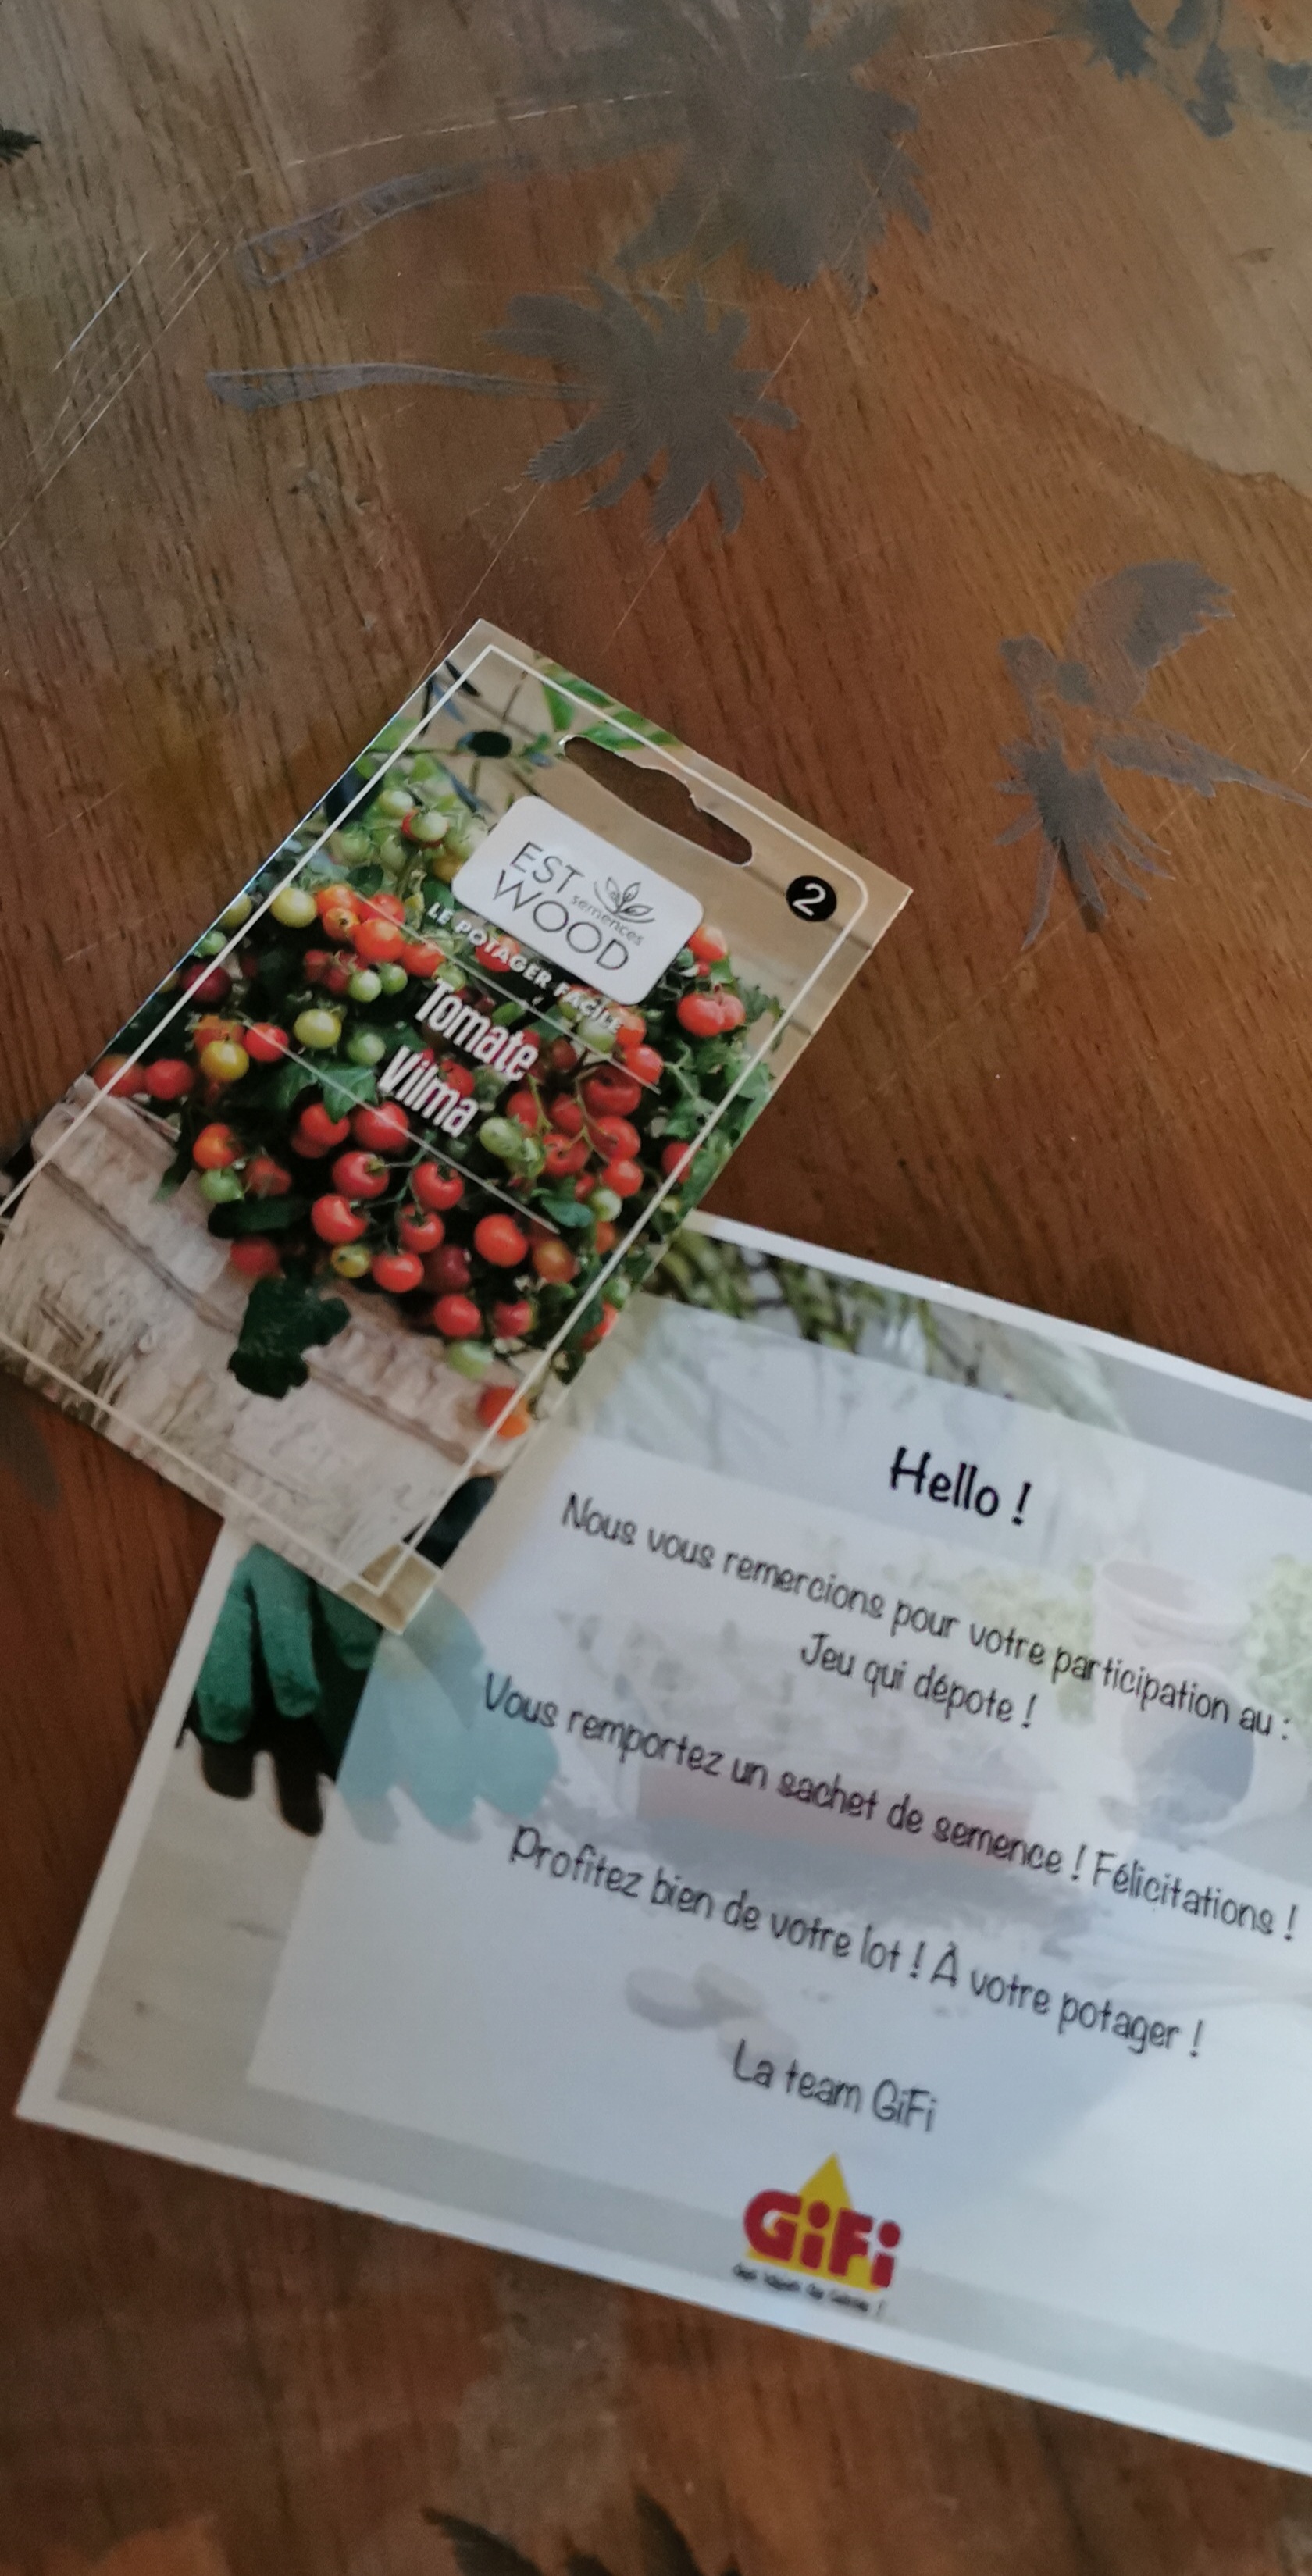 2
EST
WOOD
semences
LE POTAGER FACILE
Tomate
Vilma
Hello !
Nous vous remercions pour votre participation au :
Jeu qui dépote !
Vous remportez un sachet de semence ! Félicitations !
Profitez bien de votre lot ! À votre potager !
La team GiFi
GiFi